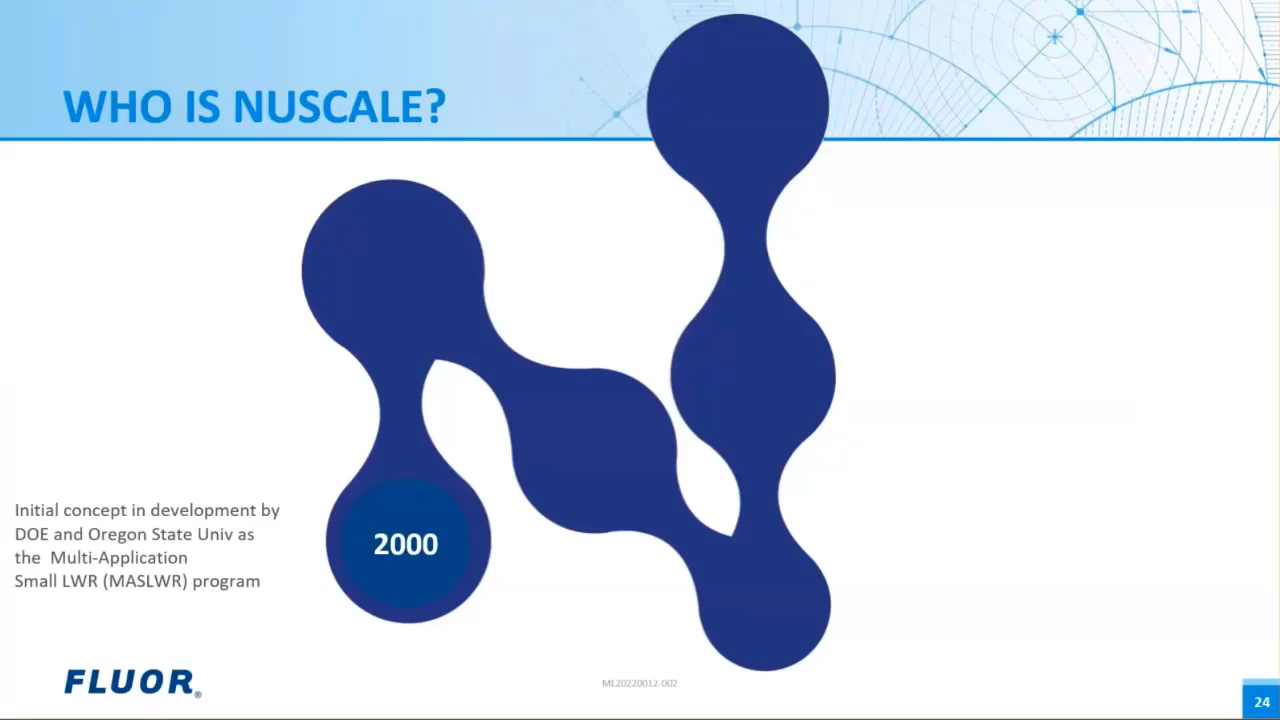 WHO IS NUSCALE?
Initial concept in development by
DOE and Oregon State Univ as
the Multi-Application
Small LWR (MASLWR) program
2000
FLUOR®
ML20220012-002
24